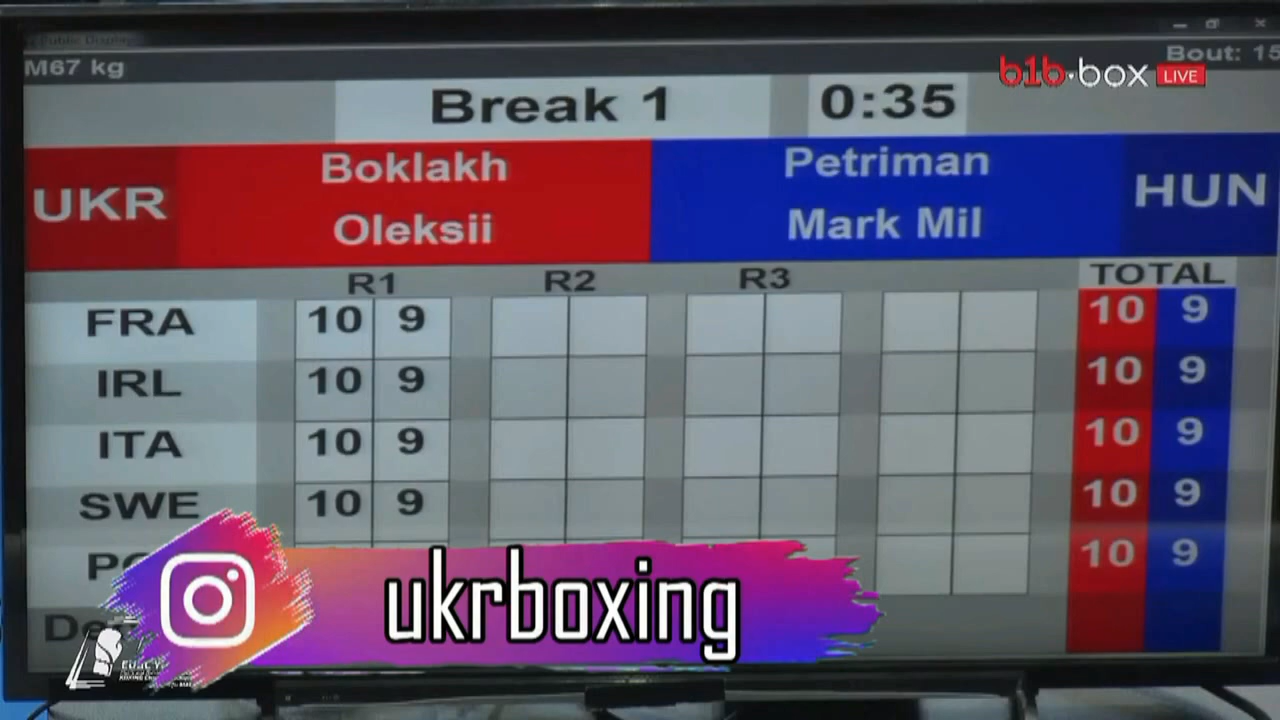 Public Display
M67 kg
Bout: 15
b1b.box LIVE
Break 1 0:35
UKR Boklakh Oleksii Petriman Mark Mil HUN
R1 R2 R3 TOTAL
FRA 10 9 10 9
IRL 10 9 10 9
ITA 10 9 10 9
SWE 10 9 10 9
10 9
ukrboxing